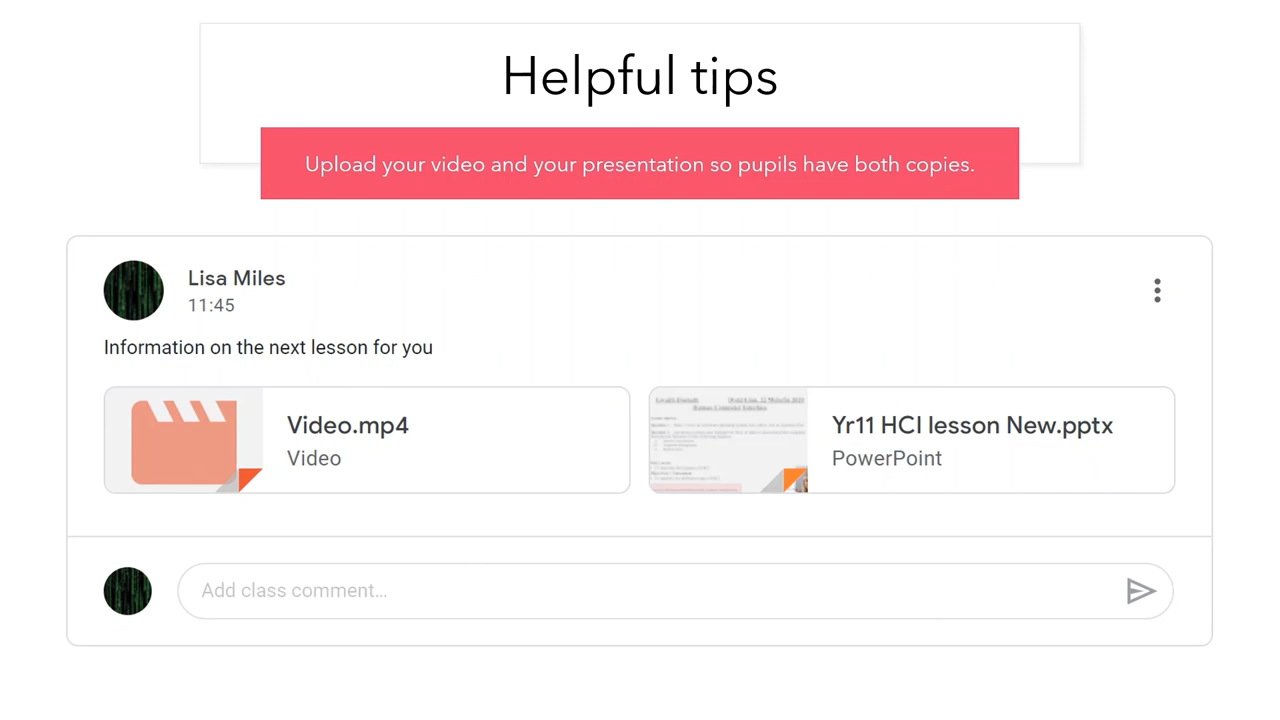 Helpful tips
Upload your video and your presentation so pupils have both copies.
Lisa Miles
11:45
Information on the next lesson for you
Video.mp4
Video
Yr11 HCI lesson New.pptx
PowerPoint
Add class comment...